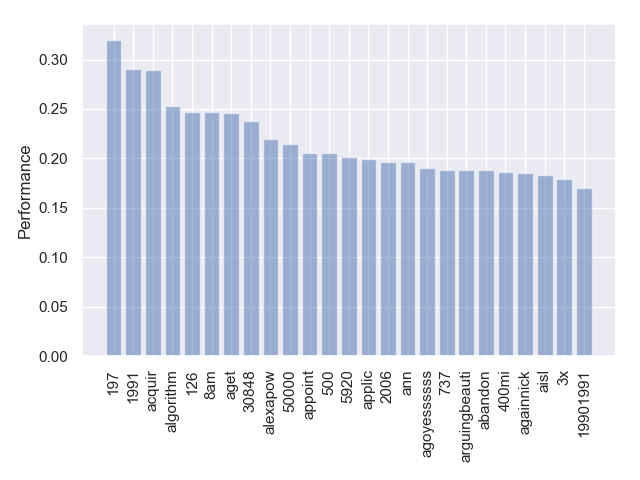 0.30
0.25
0.20
0.15
0.10
0.05
0.00
Performance
197
1991
acquir
algorithm
126
8am
aget
30848
alexapow
50000
appoint
500
5920
applic
2006
ann
agoyessssss
737
arguingbeauti
abandon
400mi
againnick
aisl
3x
19901991